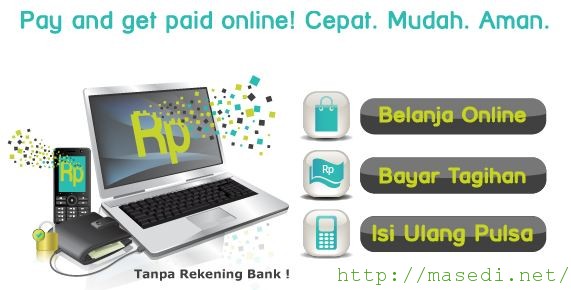 Pay and get paid online! Cepat. Mudah. Aman.
Rp
Rp
Tanpa Rekening Bank !
Belanja Online
Rp
Bayar Tagihan
Isi Ulang Pulsa
http://masedi.net/